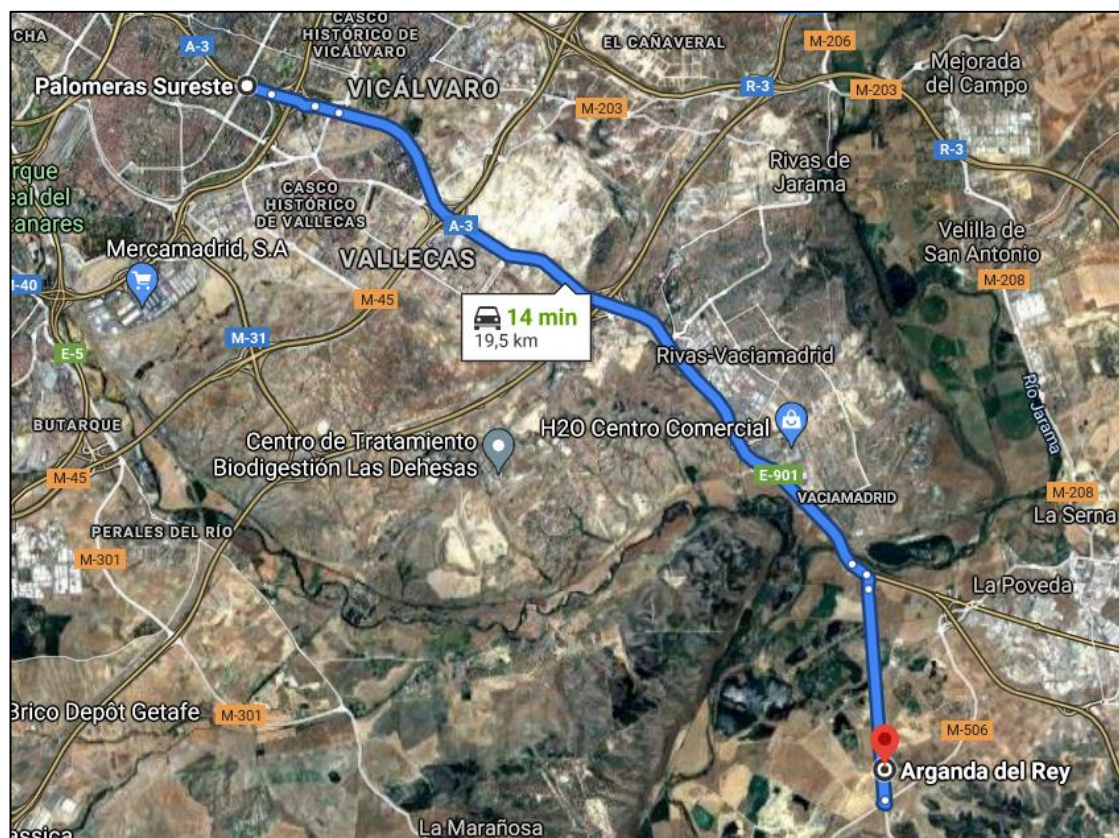 CASCO
HISTÓRICO DE
VICÁLVARO
A-3
EL CAÑAVERAL
M-206
Mejorada
del Campo
Palomeras Sureste
VICÁLVARO
R-3
M-203
M-203
R-3
Rivas de
Jarama
CASCO
HISTÓRICO
DE VALLECAS
A-3
Velilla de
San Antonio
Mercamadrid, S.A
VALLECAS
M-208
M-45
14 min
19,5 km
M-31
E-5
Rivas-Vaciamadrid
Río Jarama
BUTARQUE
H2O Centro Comercial
Centro de Tratamiento
Biodigestión Las Dehesas
E-901
M-45
VACIAMADRID
M-208
La Serna
PERALES DEL RÍO
M-301
La Poveda
Brico Depôt Getafe
M-301
M-506
Arganda del Rey
La Marañosa